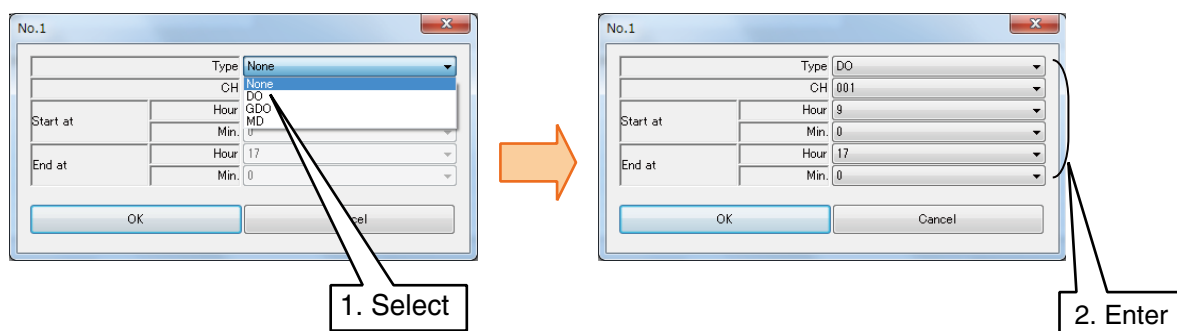 No.1
Type None
CH None
DO
GDO
MD
Start at
Hour
Min. 0
End at
Hour 17
Min. 0
OK
1. Select
No.1
Type DO
CH 001
Start at
Hour 9
Min. 0
End at
Hour 17
Min. 0
OK Cancel
2. Enter